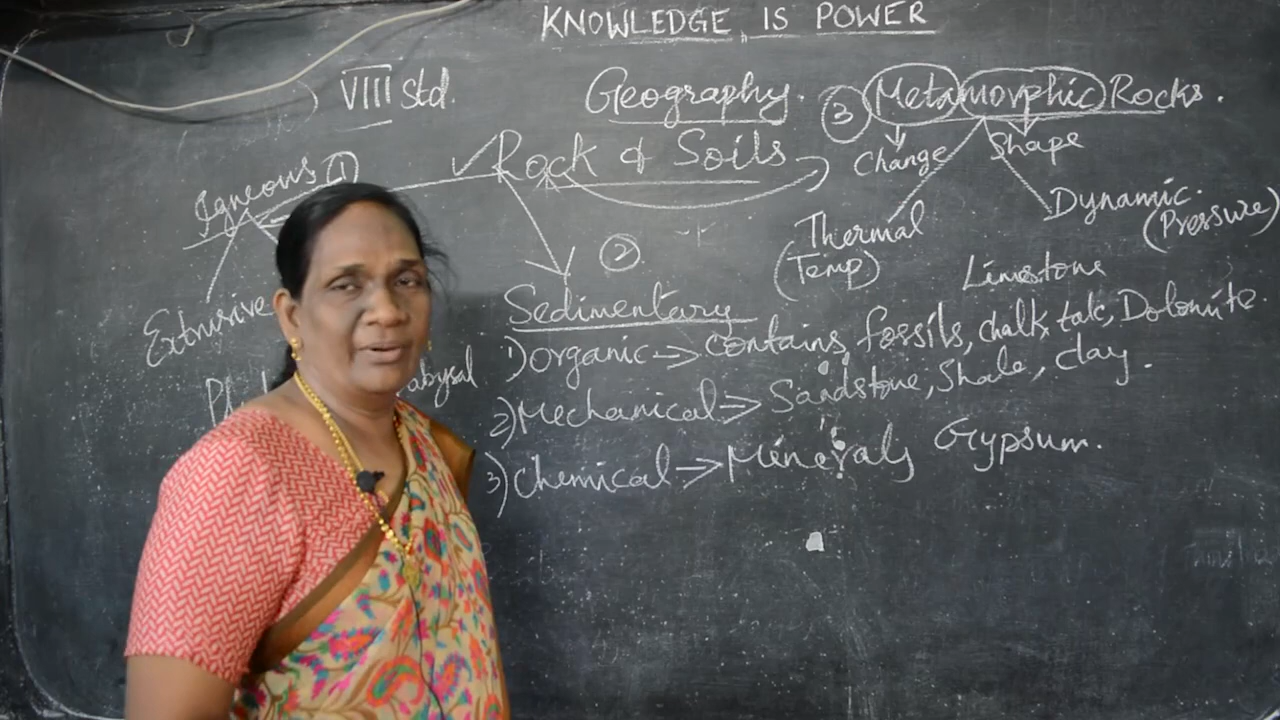 KNOWLEDGE IS POWER
VIII Std.
Geography.
③ Metamorphic Rocks.
Rock & Soils
Change
Shape
Igneous ①
Thermal
(Temp)
Dynamic
(Pressure)
②
Extrusive
Sedimentary
Limestone
1) Organic => contains fossils, chalk, talc, Dolomite.
abysal
2) Mechanical => Sandstone, Shale, clay.
3) Chemical => Minerals Gypsum.